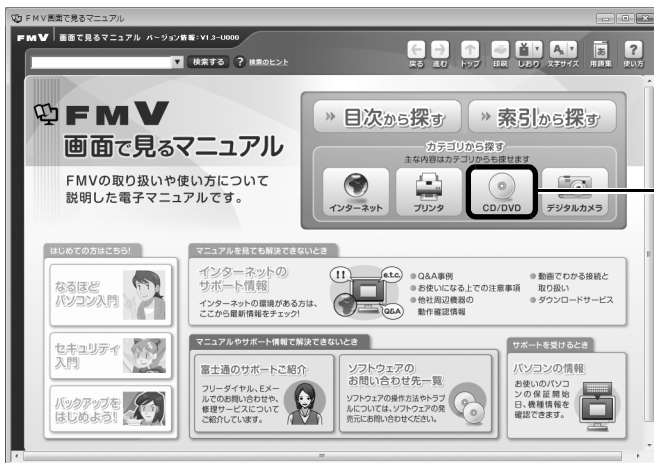 FMV画面で見るマニュアル
FMV 画面で見るマニュアル バージョン情報:V1.3-U000
検索する ? 検索のヒント
戻る 進む トップ 印刷 しおり 文字サイズ 用語集 使い方
FMV
画面で見るマニュアル
FMVの取り扱いや使い方について
説明した電子マニュアルです。
目次から探す
索引から探す
カテゴリから探す
主な内容はカテゴリからも探せます
インターネット プリンタ CD/DVD デジタルカメラ
はじめての方はこちら!
なるほど
パソコン入門
セキュリティ
入門
バックアップを
はじめよう!
マニュアルを見ても解決できないとき
インターネットの
サポート情報
インターネットの環境がある方は、
ここから最新情報をチェック!
!! e.t.c. Q&A
Q&A事例
お使いになる上での注意事項
他社周辺機器の
動作確認情報
動画でわかる接続と
取り扱い
ダウンロードサービス
マニュアルやサポート情報で解決できないとき
富士通のサポートご紹介
フリーダイヤル、Eメー
ルでのお問い合わせや、
修理サービスについて
ご紹介しています。
ソフトウェアの
お問い合わせ先一覧
ソフトウェアの操作方法やトラブ
ルについては、ソフトウェアの発
売元にお問い合わせください。
サポートを受けるとき
パソコンの情報
お使いのパソコ
ンの保証開始
日、機種情報を
確認できます。